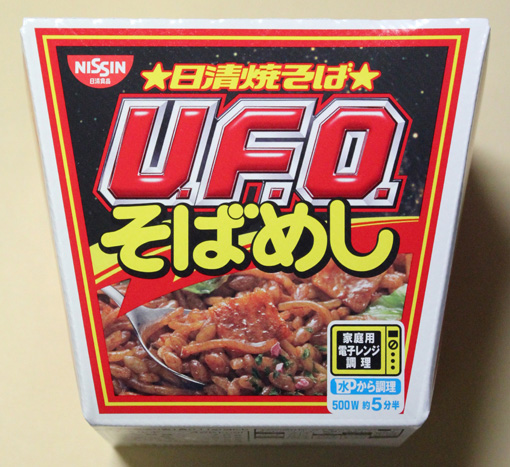 NISSIN
日清食品
★日清焼そば★
U.F.O.
そばめし
家庭用
電子レンジ
調理
水から調理
500W 約5分半